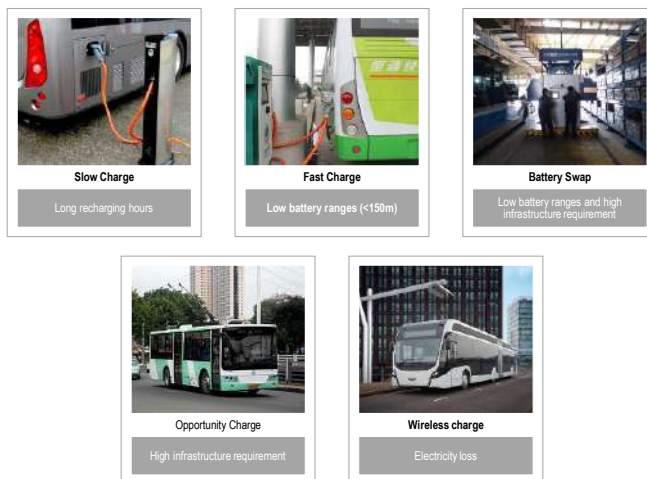 Slow Charge
Long recharging hours
Fast Charge
Low battery ranges (<150m)
Battery Swap
Low battery ranges and high
infrastructure requirement
Opportunity Charge
High infrastructure requirement
Wireless charge
Electricity loss